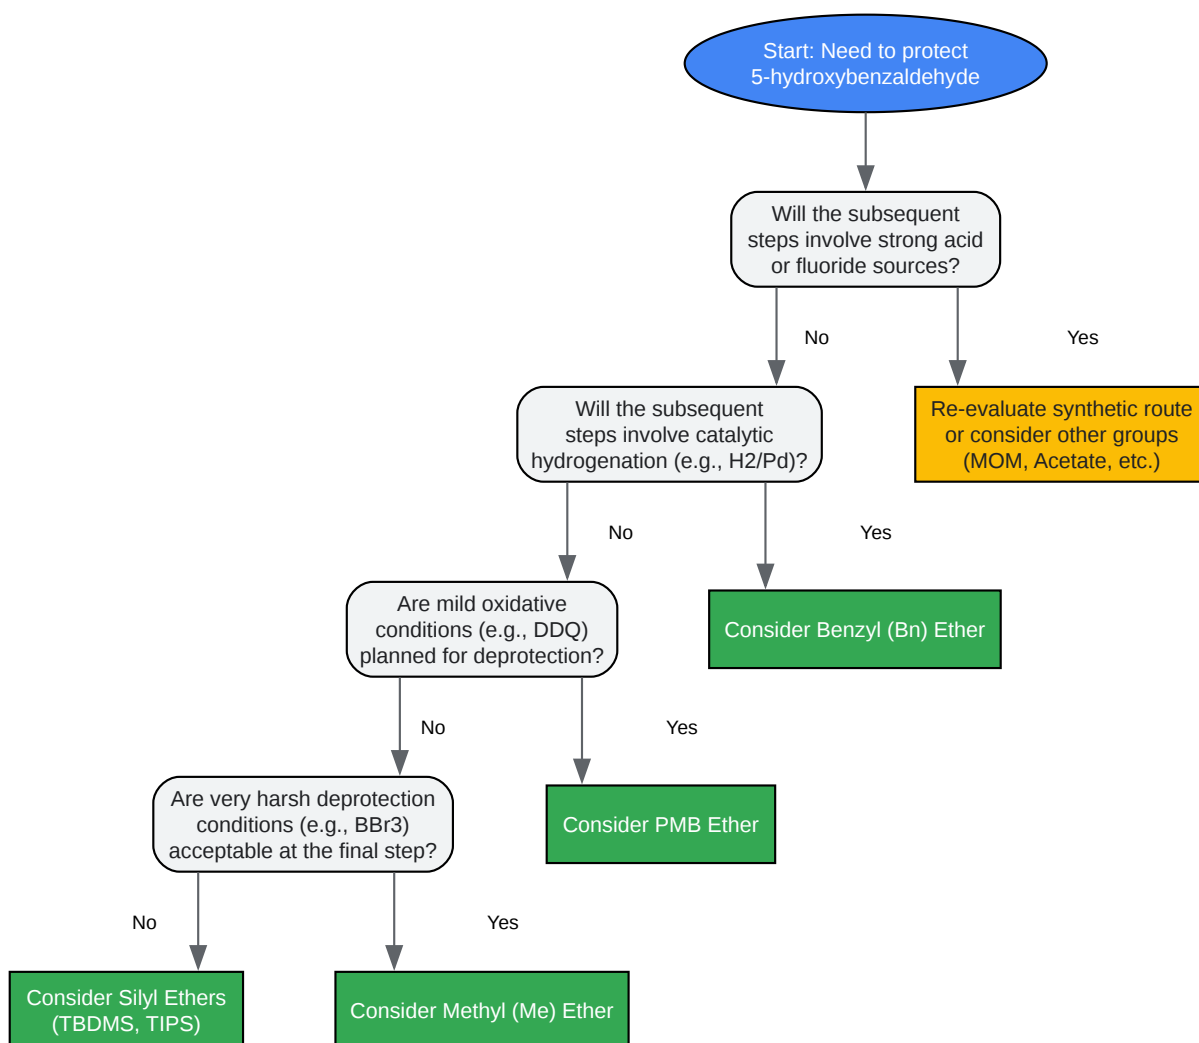 Start: Need to protect
5-hydroxybenzaldehyde
Will the subsequent
steps involve strong acid
or fluoride sources?
No
Yes
Will the subsequent
steps involve catalytic
hydrogenation (e.g., H2/Pd)?
Re-evaluate synthetic route
or consider other groups
(MOM, Acetate, etc.)
No
Yes
Are mild oxidative
conditions (e.g., DDQ)
planned for deprotection?
Consider Benzyl (Bn) Ether
No
Yes
Are very harsh deprotection
conditions (e.g., BBr3)
acceptable at the final step?
Consider PMB Ether
No
Yes
Consider Silyl Ethers
(TBDMS, TIPS)
Consider Methyl (Me) Ether